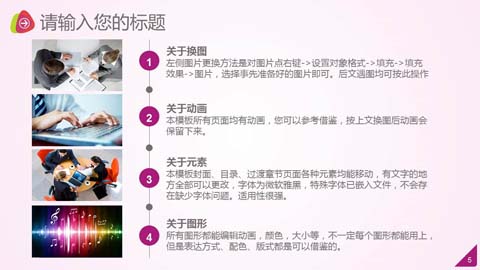 请输入您的标题
1
关于换图
左侧图片更换方法是对图片点右键->设置对象格式->填充->填充
效果->图片，选择事先准备好的图片即可。后文遇图均可按此操作
2
关于动画
本模板所有页面均有动画，您可以参考借鉴，按上文换图后动画会
保留下来。
3
关于元素
本模板封面、目录、过渡章节页面各种元素均能移动，有文字的地
方全部可以更改，字体为微软雅黑，特殊字体已嵌入文件，不会存
在缺少字体问题。适用性很强。
4
关于图形
所有图形都能编辑动画，颜色，大小等，不一定每个图形都能用上，
但是表达方式、配色、版式都是可以借鉴的。
5